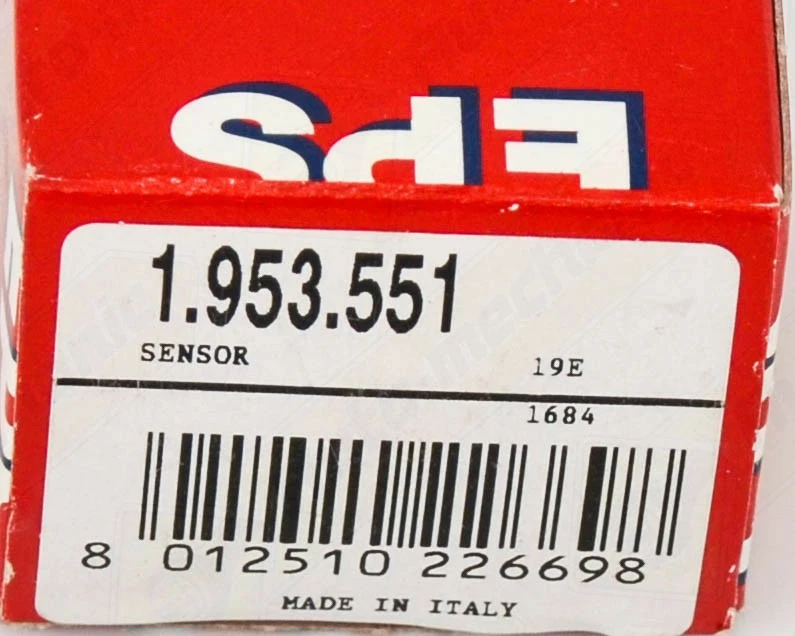 EPS
1.953.551
SENSOR
19E
1684
8 012510 226698
MADE IN ITALY